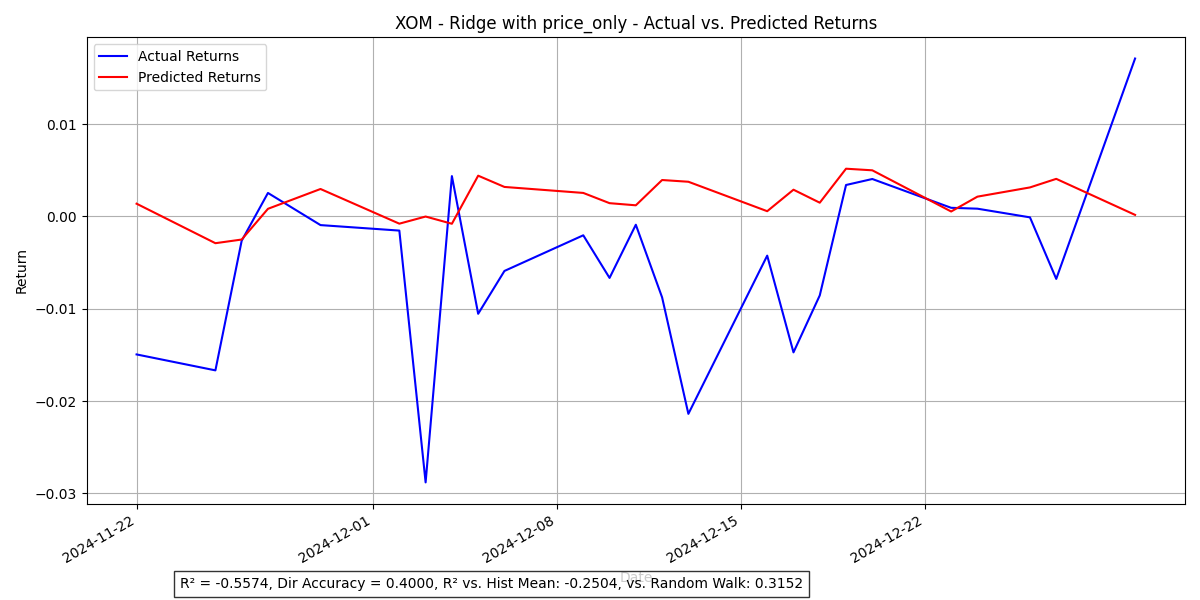 XOM - Ridge with price_only - Actual vs. Predicted Returns
Actual Returns
Predicted Returns
Return
0.01
0.00
−0.01
−0.02
−0.03
2024-11-22
2024-12-01
2024-12-08
2024-12-15
2024-12-22
Date
R² = -0.5574, Dir Accuracy = 0.4000, R² vs. Hist Mean: -0.2504, vs. Random Walk: 0.3152